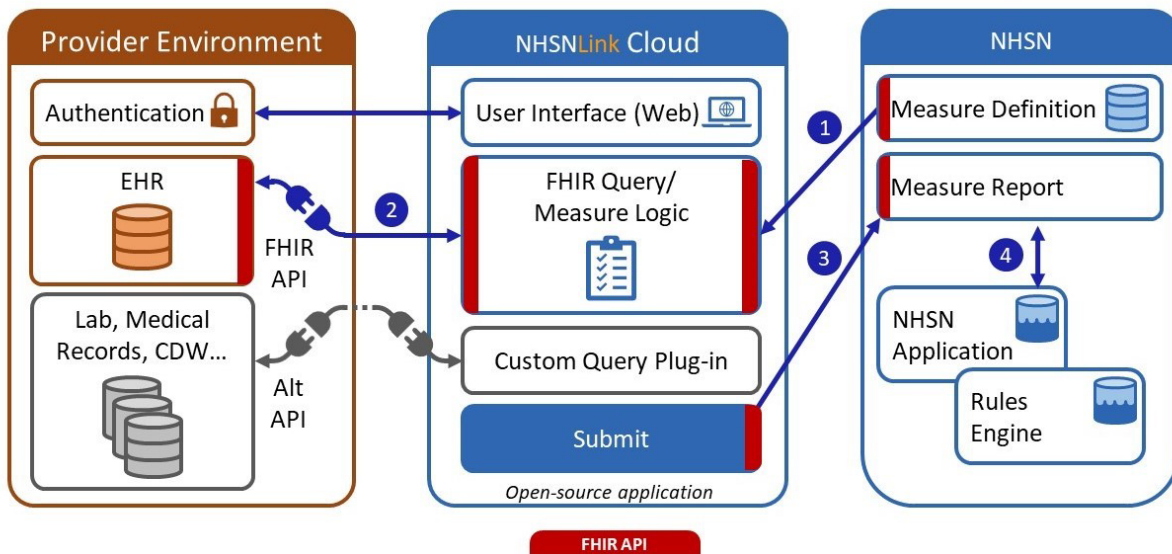 Provider Environment
Authentication
EHR
FHIR
API
Lab, Medical
Records, CDW...
Alt
API
NHSNLink Cloud
User Interface (Web)
2
FHIR Query/
Measure Logic
Custom Query Plug-in
Submit
Open-source application
1
3
NHSN
Measure Definition
Measure Report
4
NHSN
Application
Rules
Engine
FHIR API